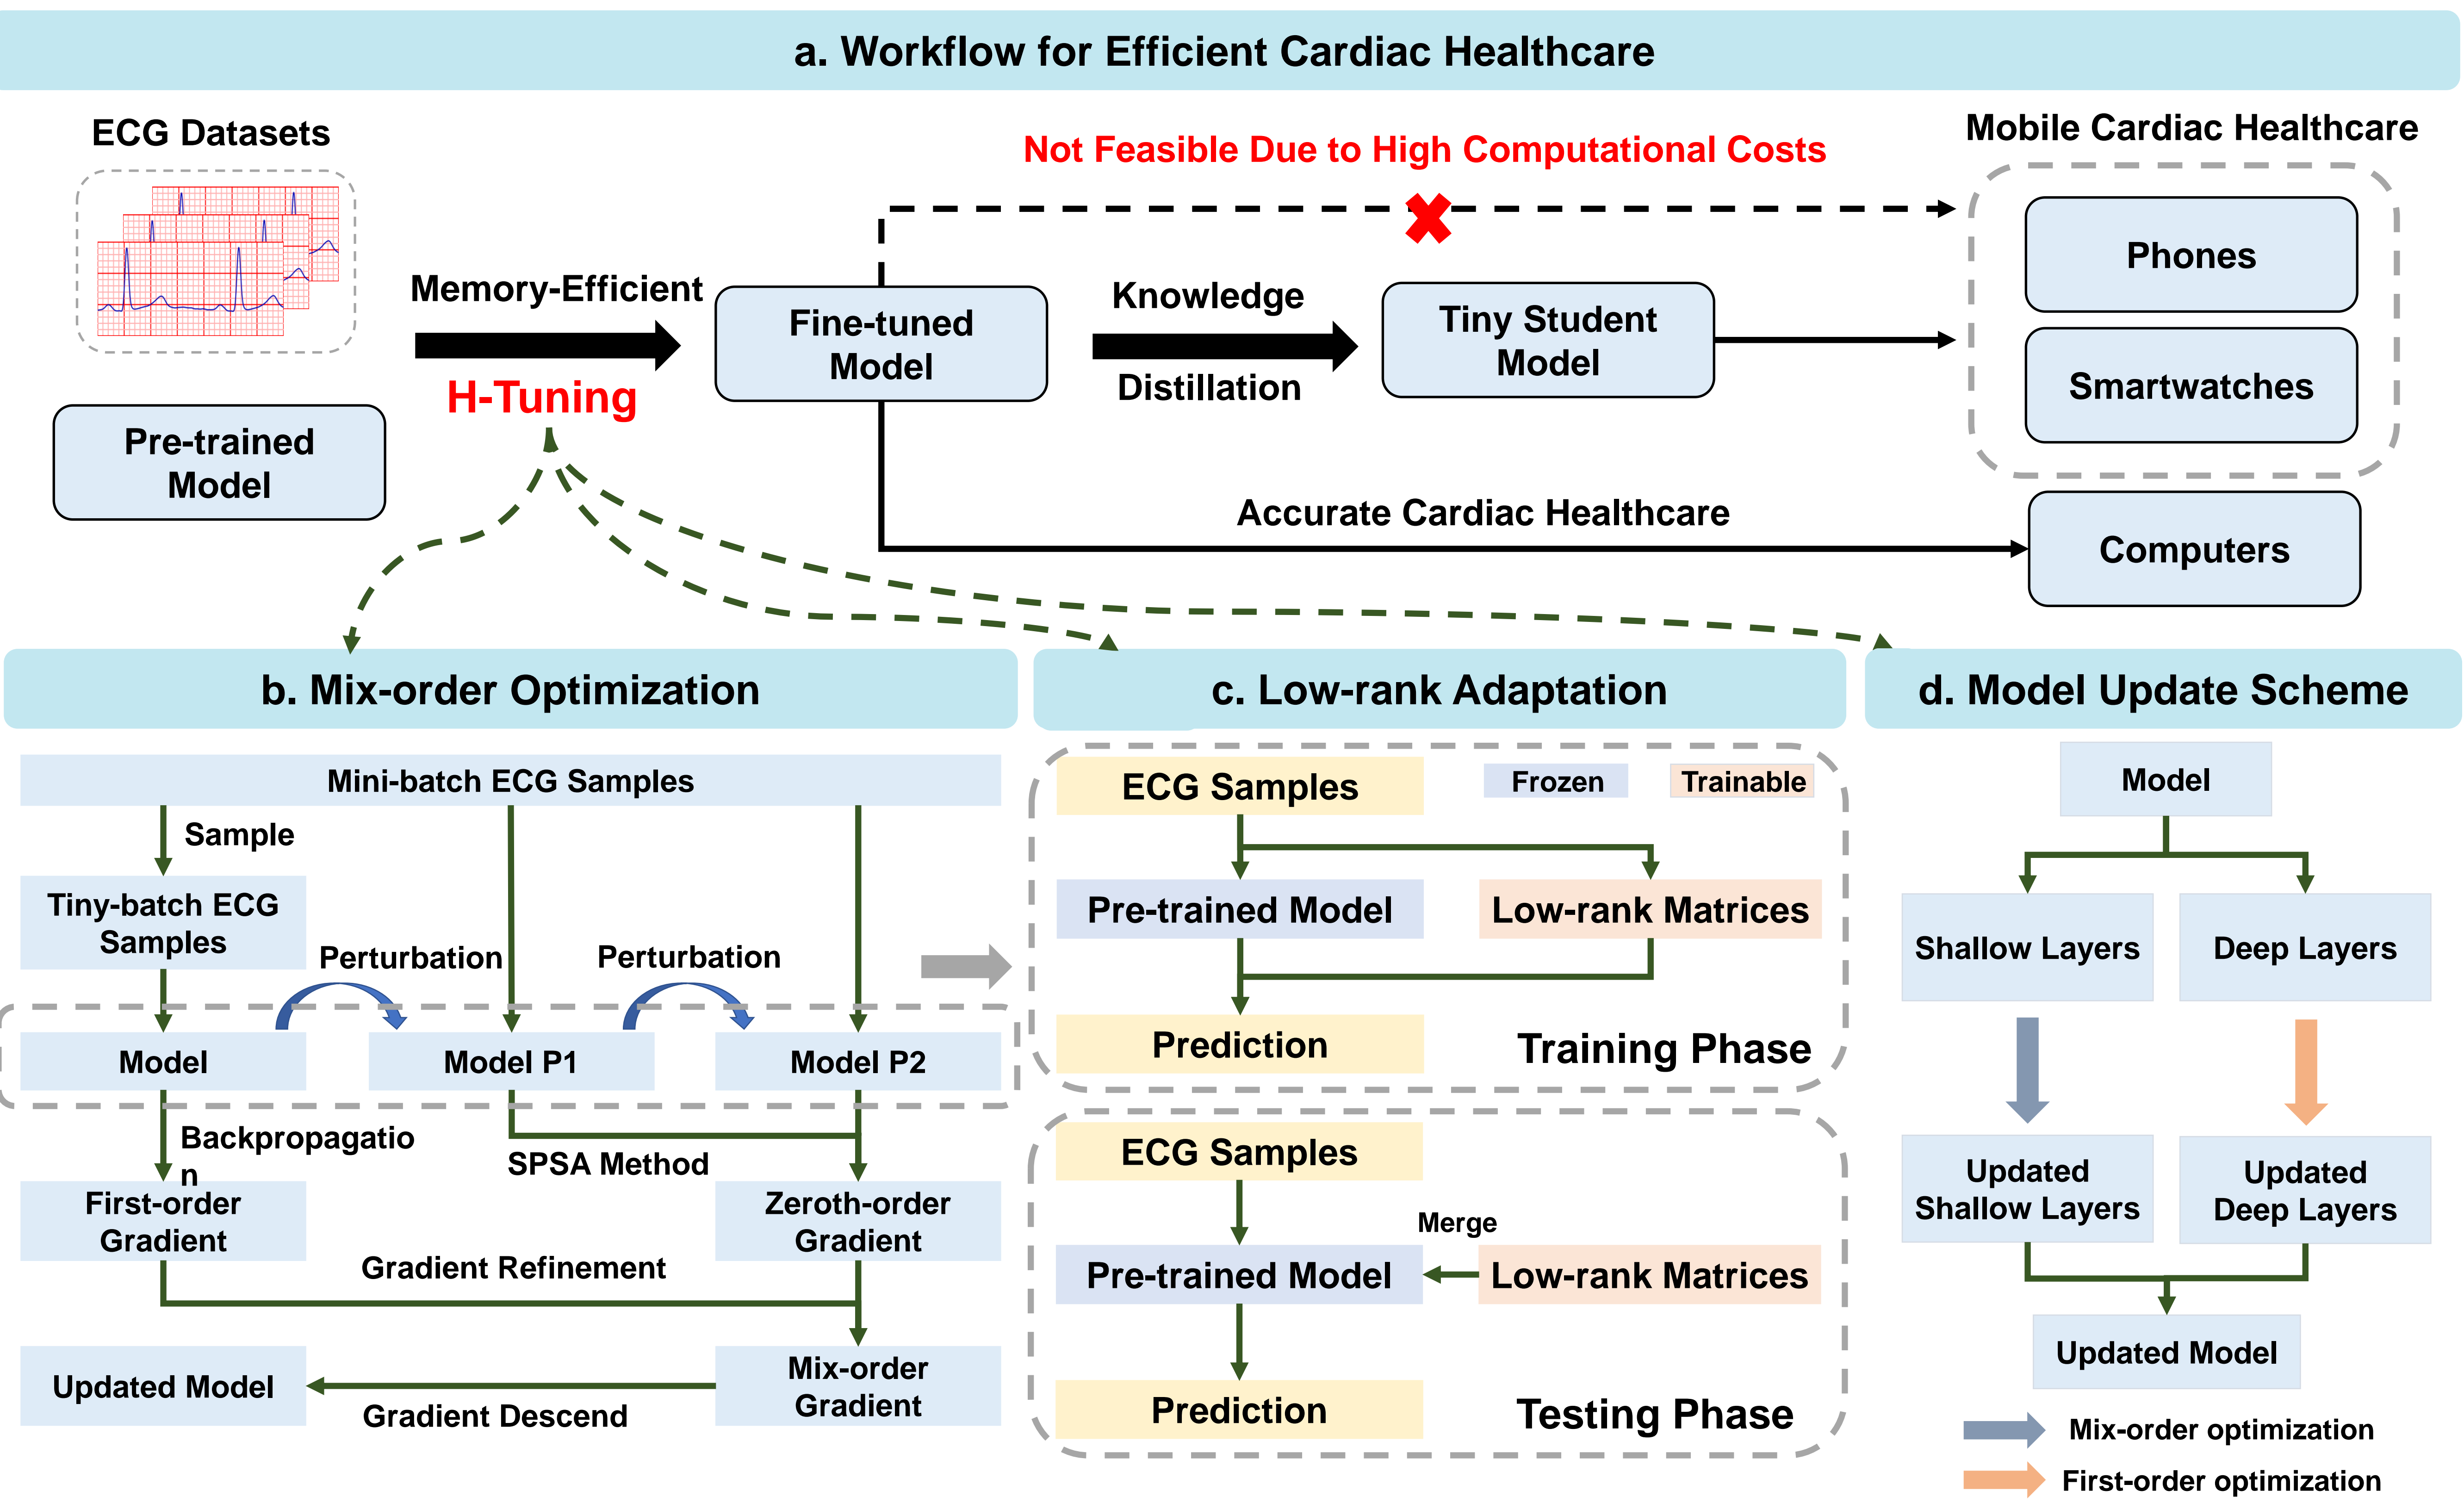 a. Workflow for Efficient Cardiac Healthcare
ECG Datasets
Not Feasible Due to High Computational Costs
Mobile Cardiac Healthcare
Phones
Smartwatches
Memory-Efficient
H-Tuning
Fine-tuned
Model
Knowledge
Distillation
Tiny Student
Model
Pre-trained
Model
Accurate Cardiac Healthcare
Computers
b. Mix-order Optimization
Mini-batch ECG Samples
Sample
Tiny-batch ECG
Samples
Perturbation
Perturbation
Model
Model P1
Model P2
Backpropagatio
n
SPSA Method
First-order
Gradient
Zeroth-order
Gradient
Gradient Refinement
Updated Model
Gradient Descend
Mix-order
Gradient
c. Low-rank Adaptation
ECG Samples
Frozen
Trainable
Pre-trained Model
Low-rank Matrices
Prediction
Training Phase
ECG Samples
Merge
Pre-trained Model
Low-rank Matrices
Prediction
Testing Phase
d. Model Update Scheme
Model
Shallow Layers
Deep Layers
Updated
Shallow Layers
Updated
Deep Layers
Updated Model
Mix-order optimization
First-order optimization